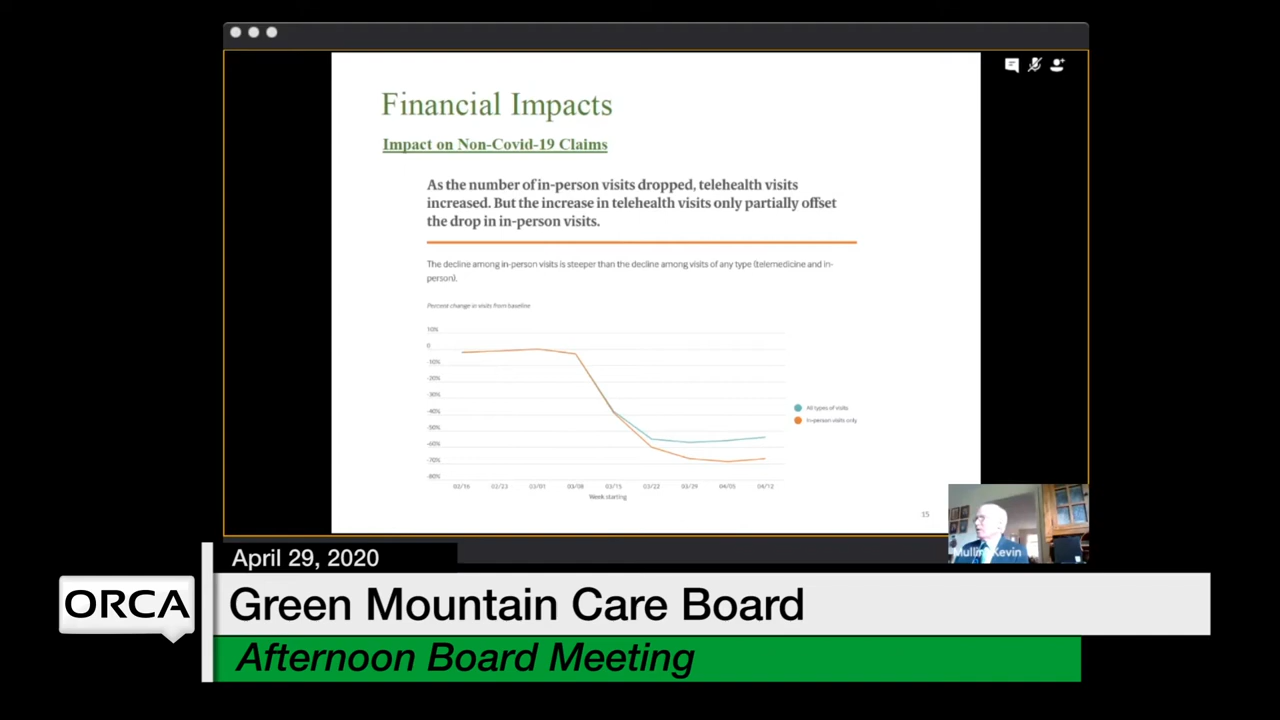 Financial Impacts
Impact on Non-Covid-19 Claims
As the number of in-person visits dropped, telehealth visits
increased. But the increase in telehealth visits only partially offset
the drop in in-person visits.
The decline among in-person visits is steeper than the decline among visits of any type (telemedicine and in-
person).
Percent change in visits from baseline
10%
0
-10%
-20%
-30%
-40%
-50%
-60%
-70%
-80%
All types of visits
In-person visits only
02/16 02/23 03/01 03/08 03/15 03/22 03/29 04/05 04/12
Week starting
15
Mullin Kevin
April 29, 2020
ORCA
Green Mountain Care Board
Afternoon Board Meeting